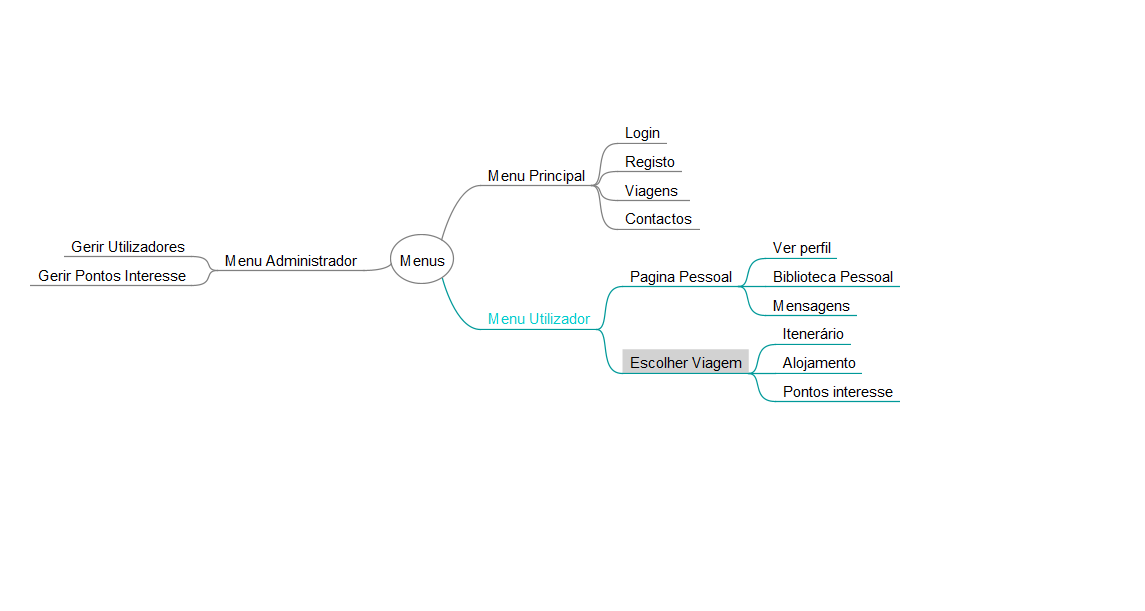 Menus
Menu Principal
Login
Registo
Viagens
Contactos
Menu Utilizador
Pagina Pessoal
Ver perfil
Biblioteca Pessoal
Mensagens
Escolher Viagem
Itenerário
Alojamento
Pontos interesse
Menu Administrador
Gerir Utilizadores
Gerir Pontos Interesse